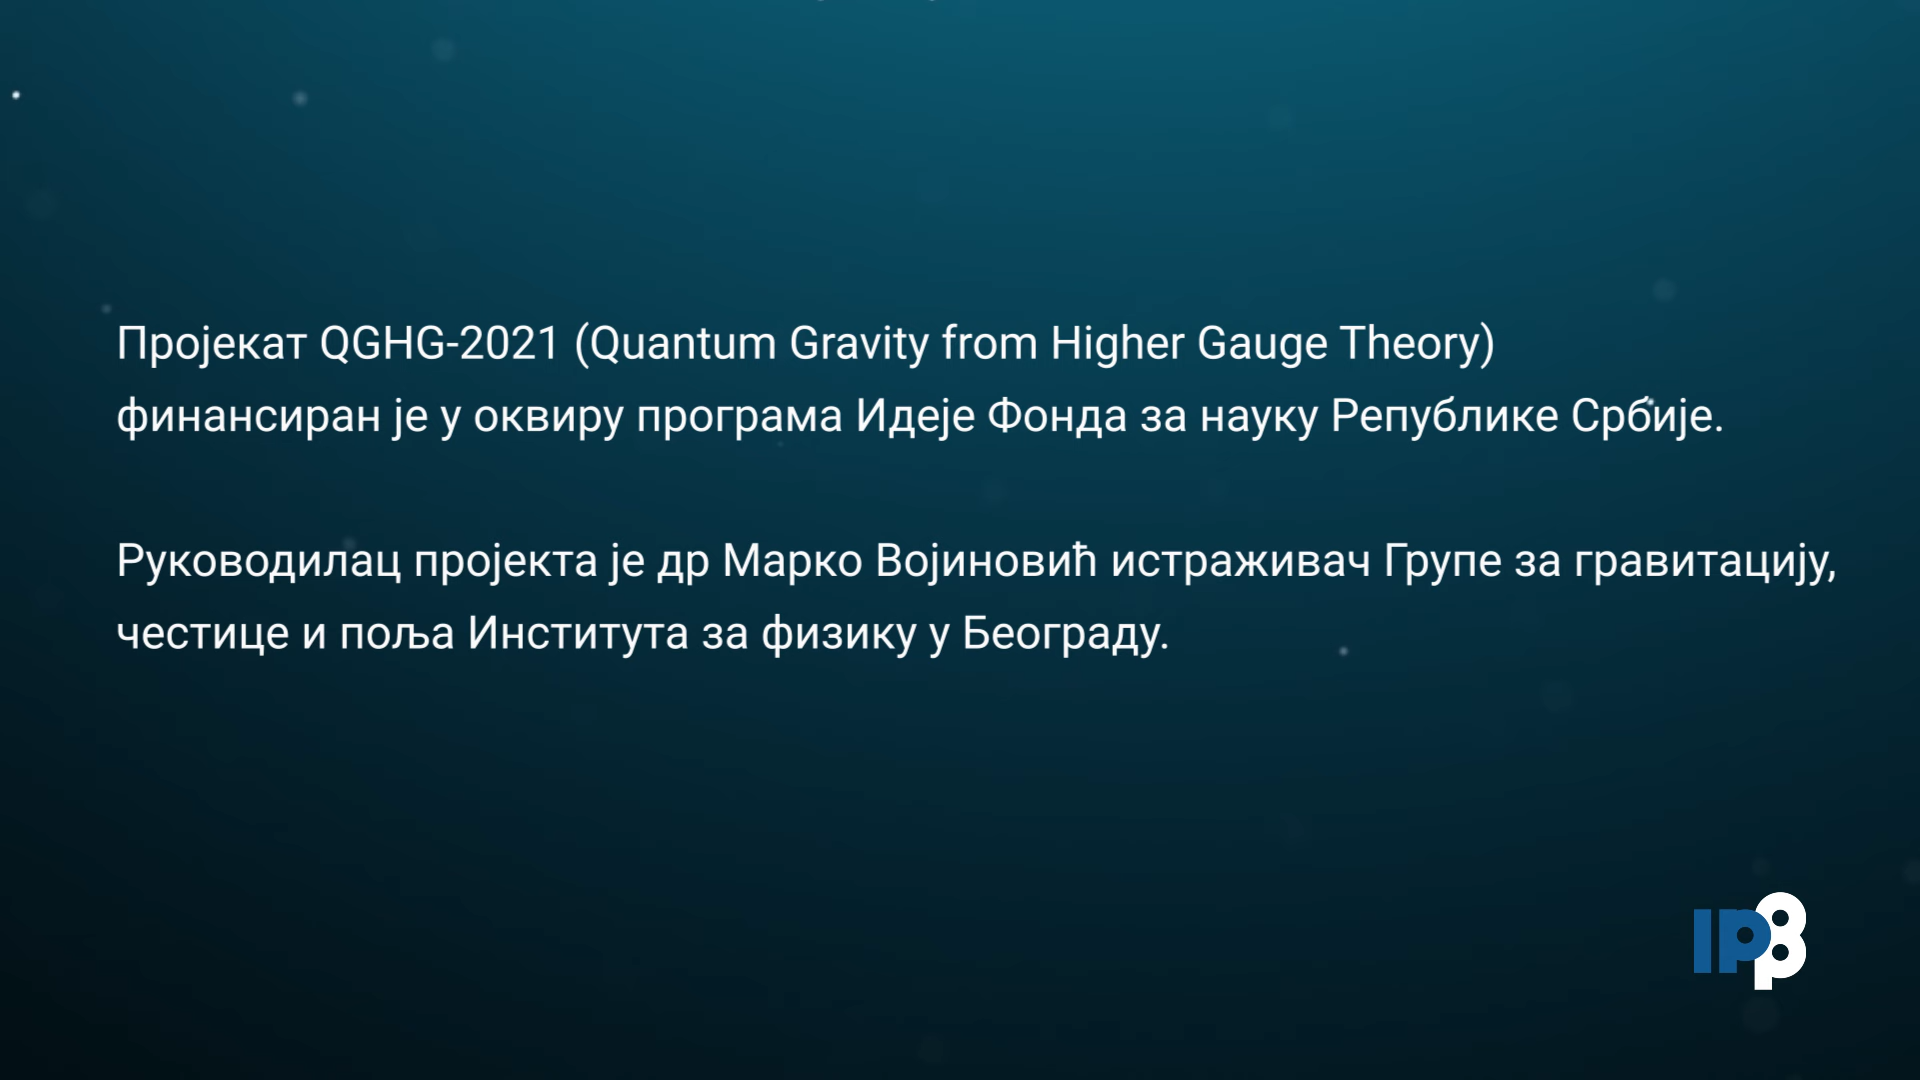 Пројекат QGHG-2021 (Quantum Gravity from Higher Gauge Theory)
финансиран је у оквиру програма Идеје Фонда за науку Републике Србије.
Руководилац пројекта је др Марко Војиновић истраживач Групе за гравитацију,
честице и поља Института за физику у Београду.
IPB